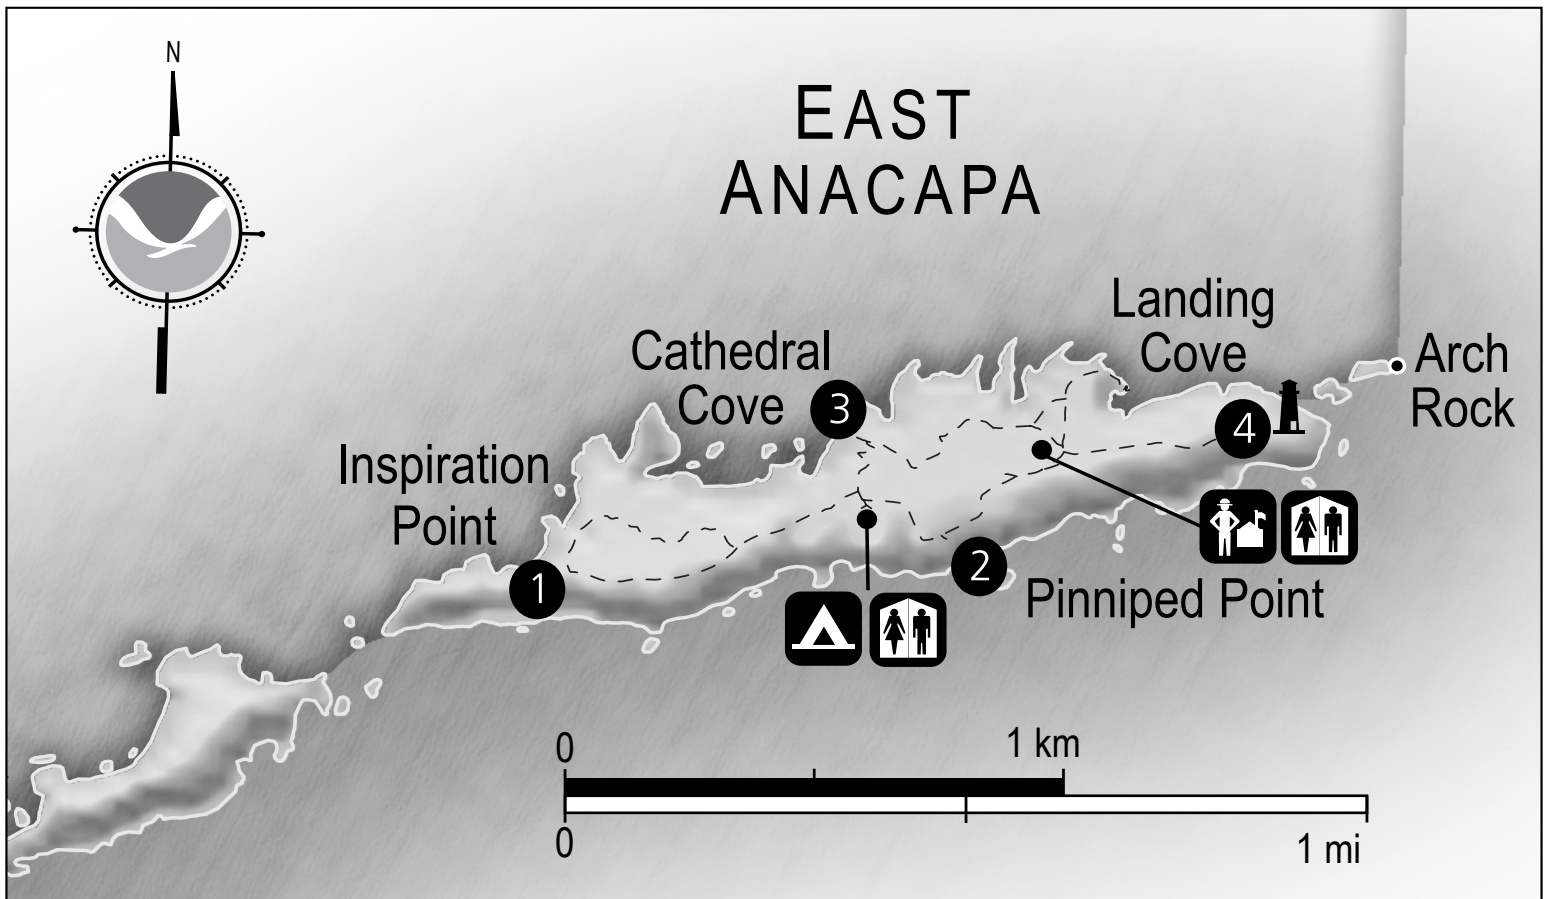 N
EAST
ANACAPA
Landing
Cove
Arch
Rock
Cathedral
Cove
3
4
Inspiration
Point
1
2
Pinniped Point
0
1 km
0
1 mi